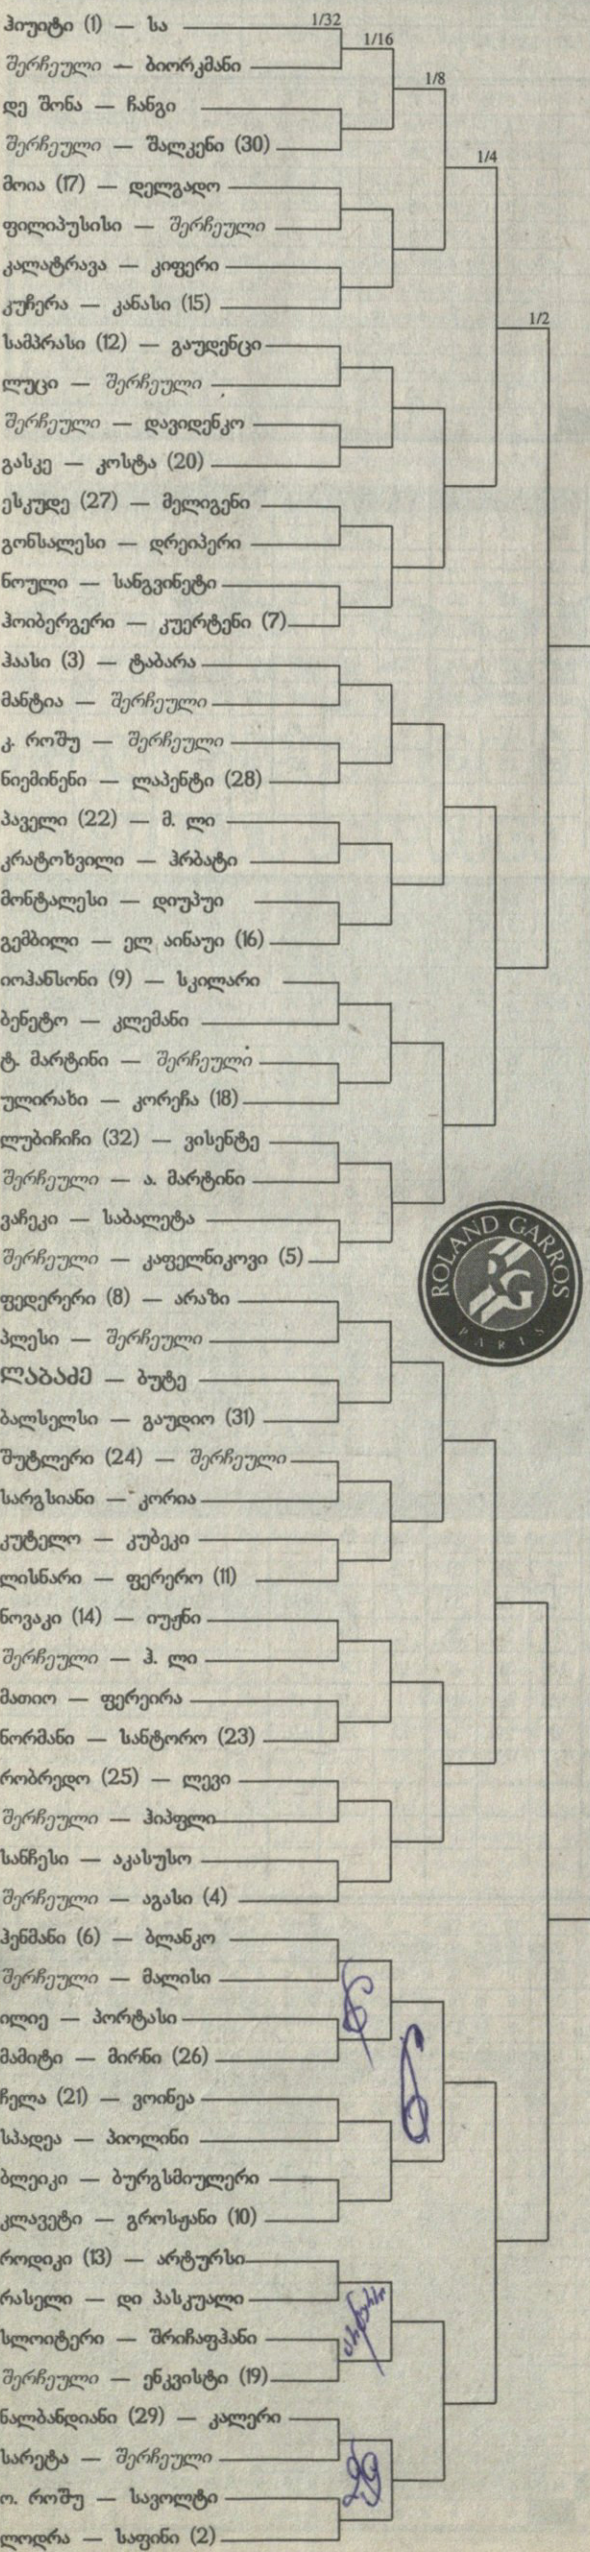 ჰიუიტი (1) — სა
1/32
1/16
შერჩეული — ბიორკმანი
1/8
დე შონა — ჩანგი
შერჩეული — შალკენი (30)
1/4
მოია (17) — დელგადო
ფილიპუსისი — შერჩეული
კალატრავა — კიფერი
კუჩერა — კანასი (15)
1/2
სამპრასი (12) — გაუდენცი
ლუცი — შერჩეული
შერჩეული — დავიდენკო
გასკე — კოსტა (20)
ესკუდე (27) — მელიგენი
გონსალესი — დრეიპერი
ნოული — სანგვინეტი
ჰოიბერგერი — კუერტენი (7)
ჰაასი (3) — ტაბარა
მანტია — შერჩეული
კ. როშუ — შერჩეული
ნიემინენი — ლაპენტი (28)
პაველი (22) — მ. ლი
კრატოხვილი — ჰრბატი
მონტალესი — დიუპუი
გემბილი — ელ აინაუი (16)
იოჰანსონი (9) — სკილარი
ბენეტო — კლემანი
ტ. მარტინი — შერჩეული
ულირახი — კორეჩა (18)
ლუბიჩიჩი (32) — ვისენტე
შერჩეული — ა. მარტინი
ვაჩეკი — საბალეტა
შერჩეული — კაფელნიკოვი (5)
ROLAND GARROS
RG
PARIS
ფედერერი (8) — არაზი
პლესი — შერჩეული
ლაბაძე — ბუტე
ბალსელსი — გაუდიო (31)
შუტლერი (24) — შერჩეული
სარგსიანი — კორია
კუტელო — კუბეკი
ლისნარი — ფერერო (11)
ნოვაკი (14) — იუჟნი
შერჩეული — ჰ. ლი
მათიო — ფერეირა
ნორმანი — სანტორო (23)
რობრედო (25) — ლევი
შერჩეული — ჰიპფლი
სანჩესი — აკასუსო
შერჩეული — აგასი (4)
ჰენმანი (6) — ბლანკო
შერჩეული — მალისი
ილიე — პორტასი
მამიტი — მირნი (26)
ჩელა (21) — ვოინეა
სპადეა — პიოლინი
ბლეიკი — ბურგსმიულერი
კლავეტი — გროსჟანი (10)
როდიკი (13) — არტურსი
რასელი — დი პასკუალი
სლოიტერი — შრიჩაფჰანი
შერჩეული — ენკვისტი (19)
ნალბანდიანი (29) — კალერი
სარეტა — შერჩეული
ო. როშუ — სავოლტი
ლოდრა — საფინი (2)